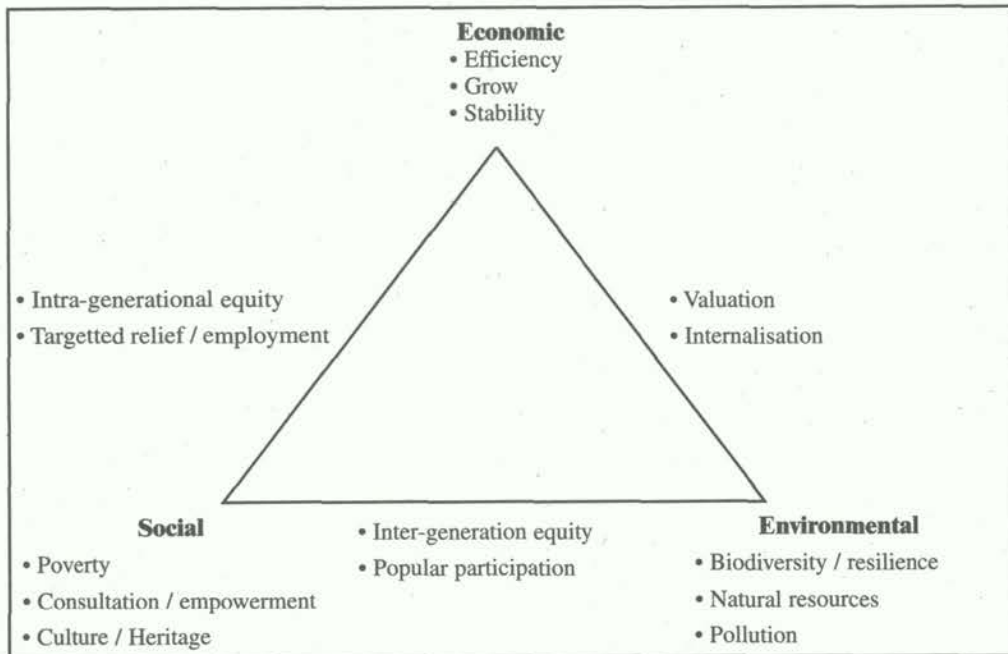 Economic
• Efficiency
• Grow
• Stability
• Intra-generational equity
• Targetted relief / employment
• Valuation
• Internalisation
Social
• Poverty
• Consultation / empowerment
• Culture / Heritage
• Inter-generation equity
• Popular participation
Environmental
• Biodiversity / resilience
• Natural resources
• Pollution